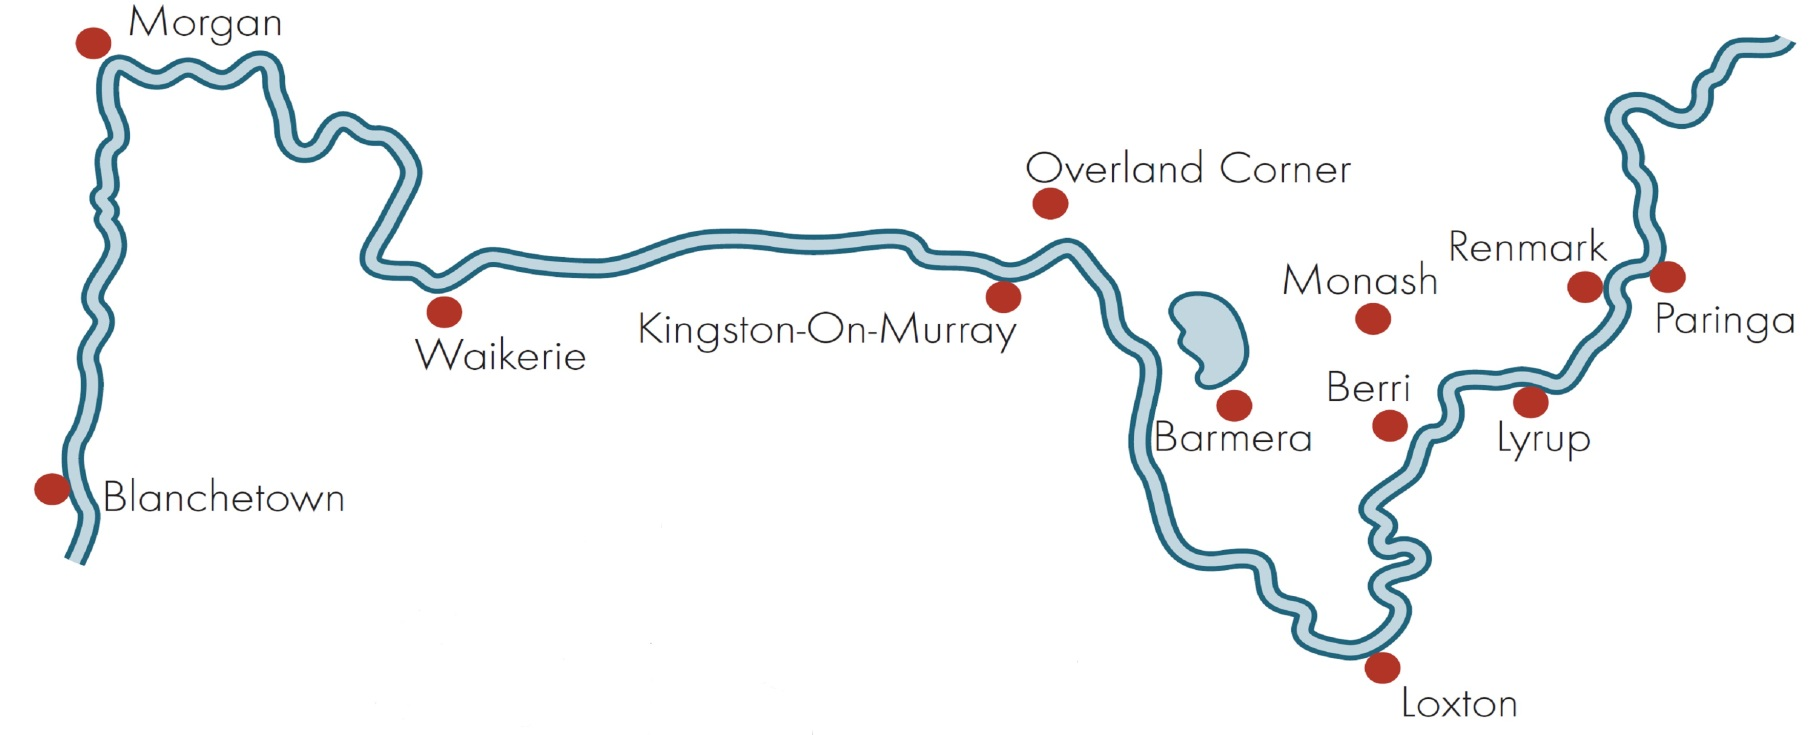 Morgan
Overland Corner
Renmark
Monash
Paringa
Kingston-On-Murray
Waikerie
Berri
Barmera
Lyrup
Blanchetown
Loxton